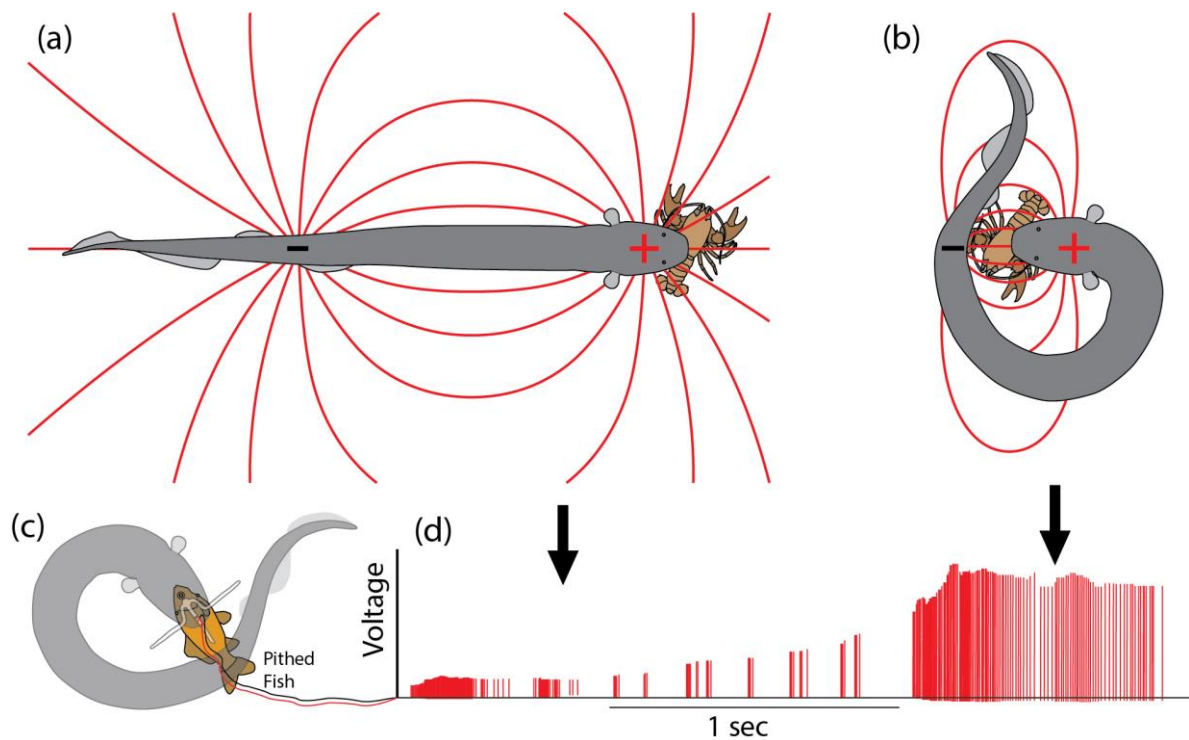 (a)
(b)
−
+
−
+
(c)
(d)
Voltage
Pithed
Fish
1 sec